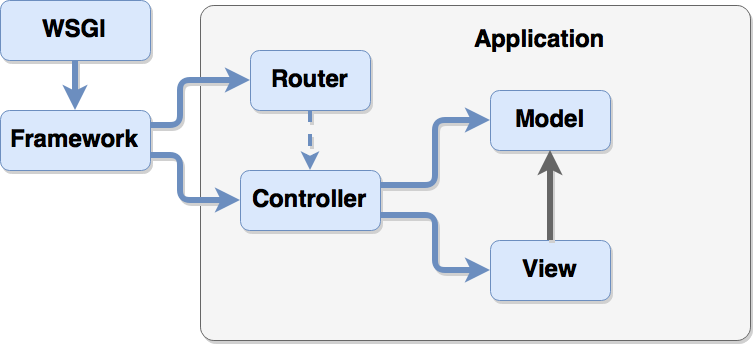 WSGI
Application
Router
Framework
Model
Controller
View